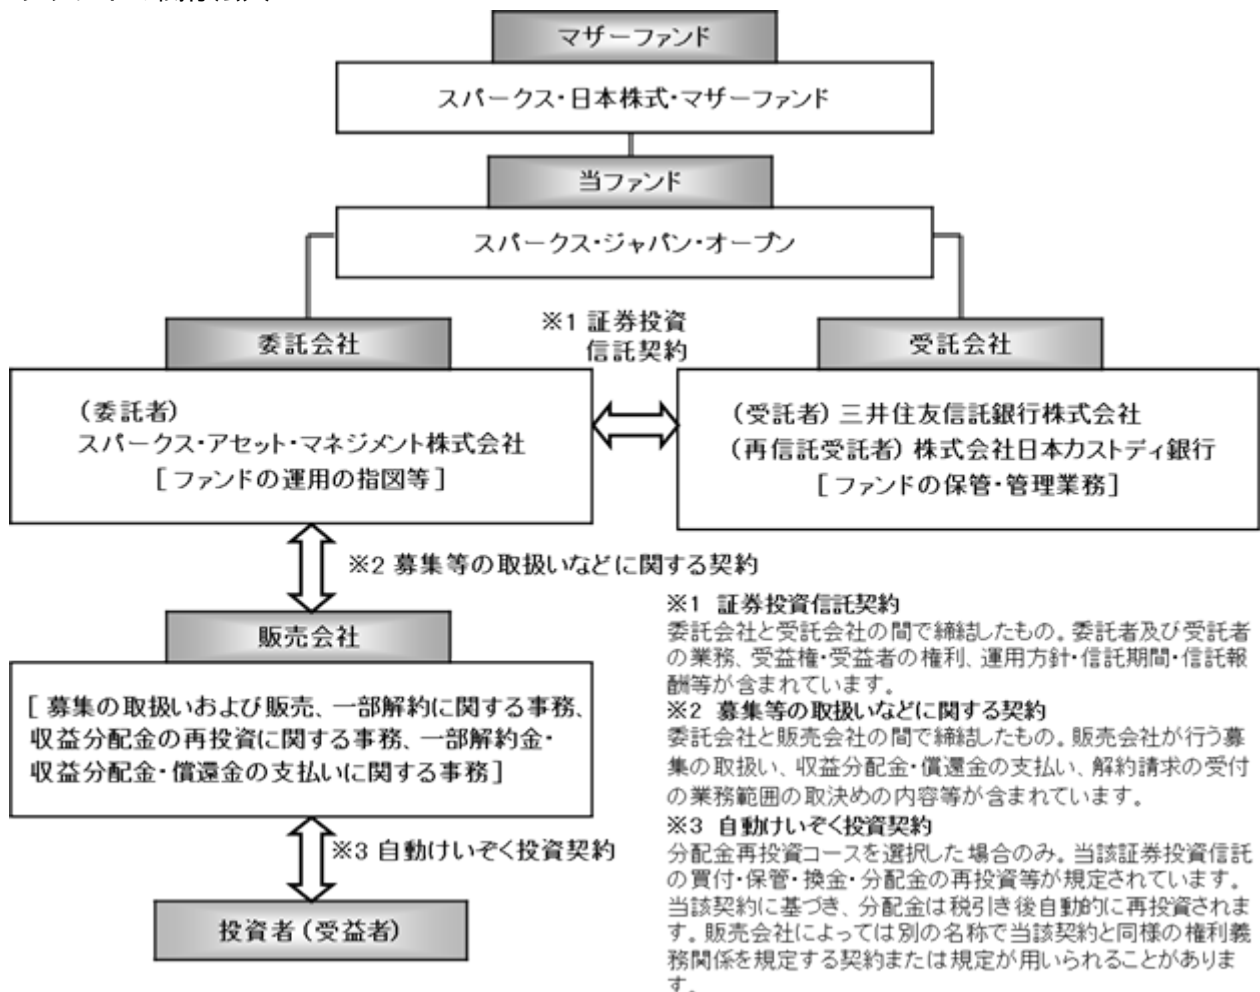 マザーファンド
スパークス・日本株式・マザーファンド
当ファンド
スパークス・ジャパン・オープン
※1 証券投資
信託契約
委託会社
(委託者)
スパークス・アセット・マネジメント株式会社
[ファンドの運用の指図等]
受託会社
(受託者) 三井住友信託銀行株式会社
(再信託受託者) 株式会社日本カストディ銀行
[ファンドの保管・管理業務]
※2 募集等の取扱いなどに関する契約
販売会社
[ 募集の取扱いおよび販売、一部解約に関する事務、
収益分配金の再投資に関する事務、一部解約金・
収益分配金・償還金の支払いに関する事務]
※3 自動けいぞく投資契約
投資者(受益者)
※1 証券投資信託契約
委託会社と受託会社の間で締結したもの。委託者及び受託者
の業務、受益権・受益者の権利、運用方針・信託期間・信託報
酬等が含まれています。
※2 募集等の取扱いなどに関する契約
委託会社と販売会社の間で締結したもの。販売会社が行う募
集の取扱い、収益分配金・償還金の支払い、解約請求の受付
の業務範囲の取決めの内容等が含まれています。
※3 自動けいぞく投資契約
分配金再投資コースを選択した場合のみ。当該証券投資信託
の買付・保管・換金・分配金の再投資等が規定されています。
当該契約に基づき、分配金は税引き後自動的に再投資されま
す。販売会社によっては別の名称で当該契約と同様の権利義
務関係を規定する契約または規定が用いられることがありま
す。